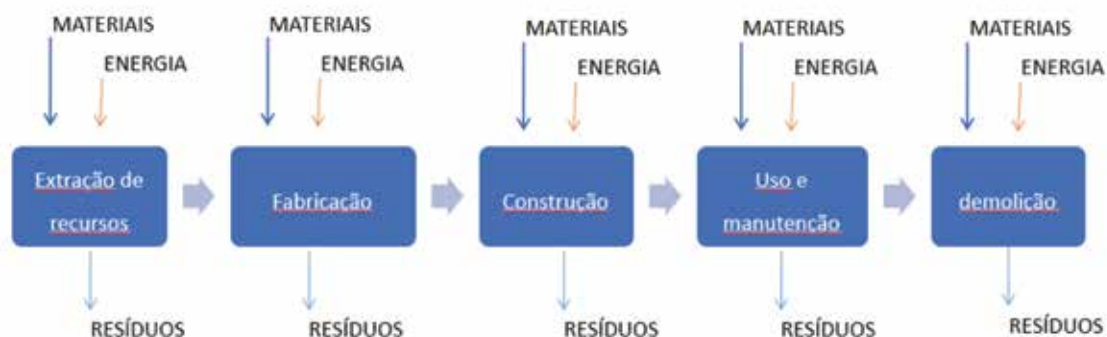 MATERIAIS
ENERGIA
MATERIAIS
ENERGIA
MATERIAIS
ENERGIA
MATERIAIS
ENERGIA
MATERIAIS
ENERGIA
Extração de
recursos
Fabricação
Construção
Uso e
manutenção
demolição
RESÍDUOS
RESÍDUOS
RESÍDUOS
RESÍDUOS
RESÍDUOS